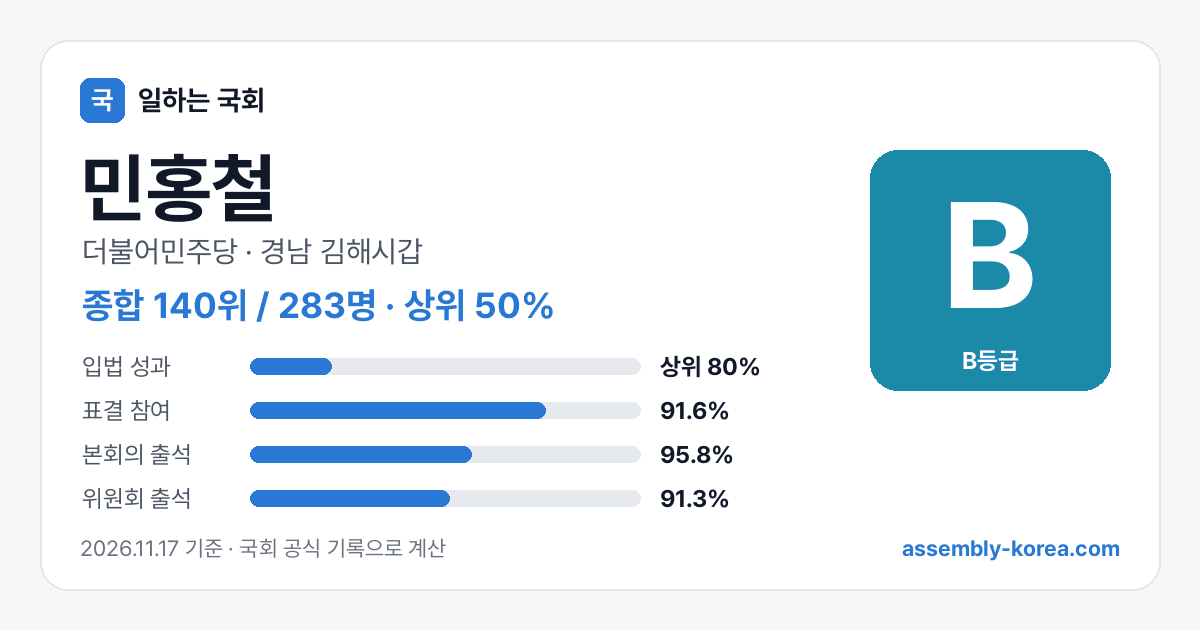 국 일하는 국회
민홍철
더불어민주당 · 경남 김해시갑
종합 140위 / 283명 · 상위 50%
B
B등급
입법 성과 상위 80%
표결 참여 91.6%
본회의 출석 95.8%
위원회 출석 91.3%
2026.11.17 기준 · 국회 공식 기록으로 계산
assembly-korea.com